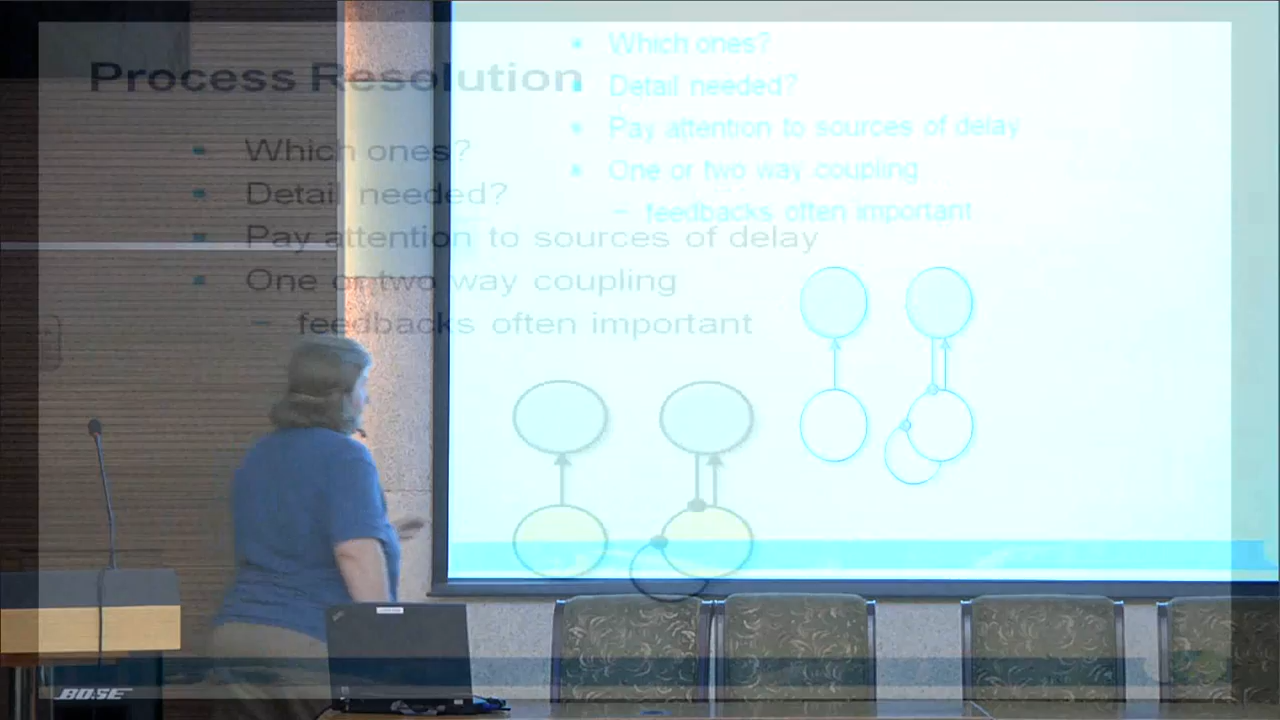 Process Resolution
Which ones?
Detail needed?
Pay attention to sources of delay
One or two way coupling
– feedbacks often important
Which ones?
Detail needed?
Pay attention to sources of delay
One or two way coupling
– feedbacks often important
BOSE